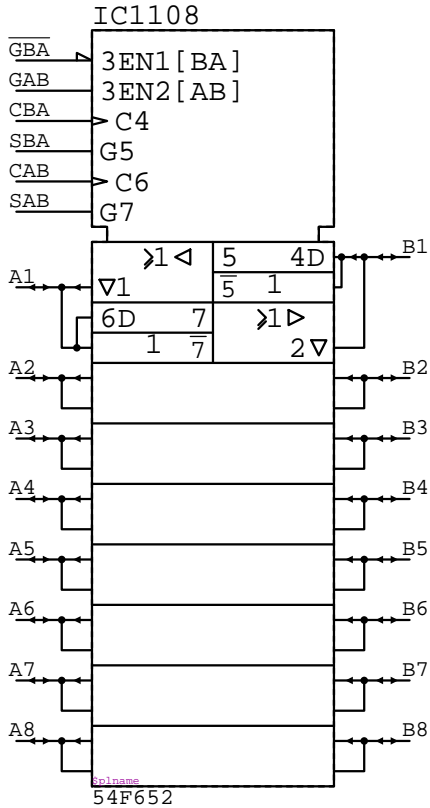 IC1108
G̅B̅A̅ 3EN1[BA]
GAB 3EN2[AB]
CBA C4
SBA G5
CAB C6
SAB G7
≥1 5 4D B1
A1 1 5̅ 1
6D 7 ≥1
1 7̅ 2
A2 B2
A3 B3
A4 B4
A5 B5
A6 B6
A7 B7
A8 B8
$plname
54F652